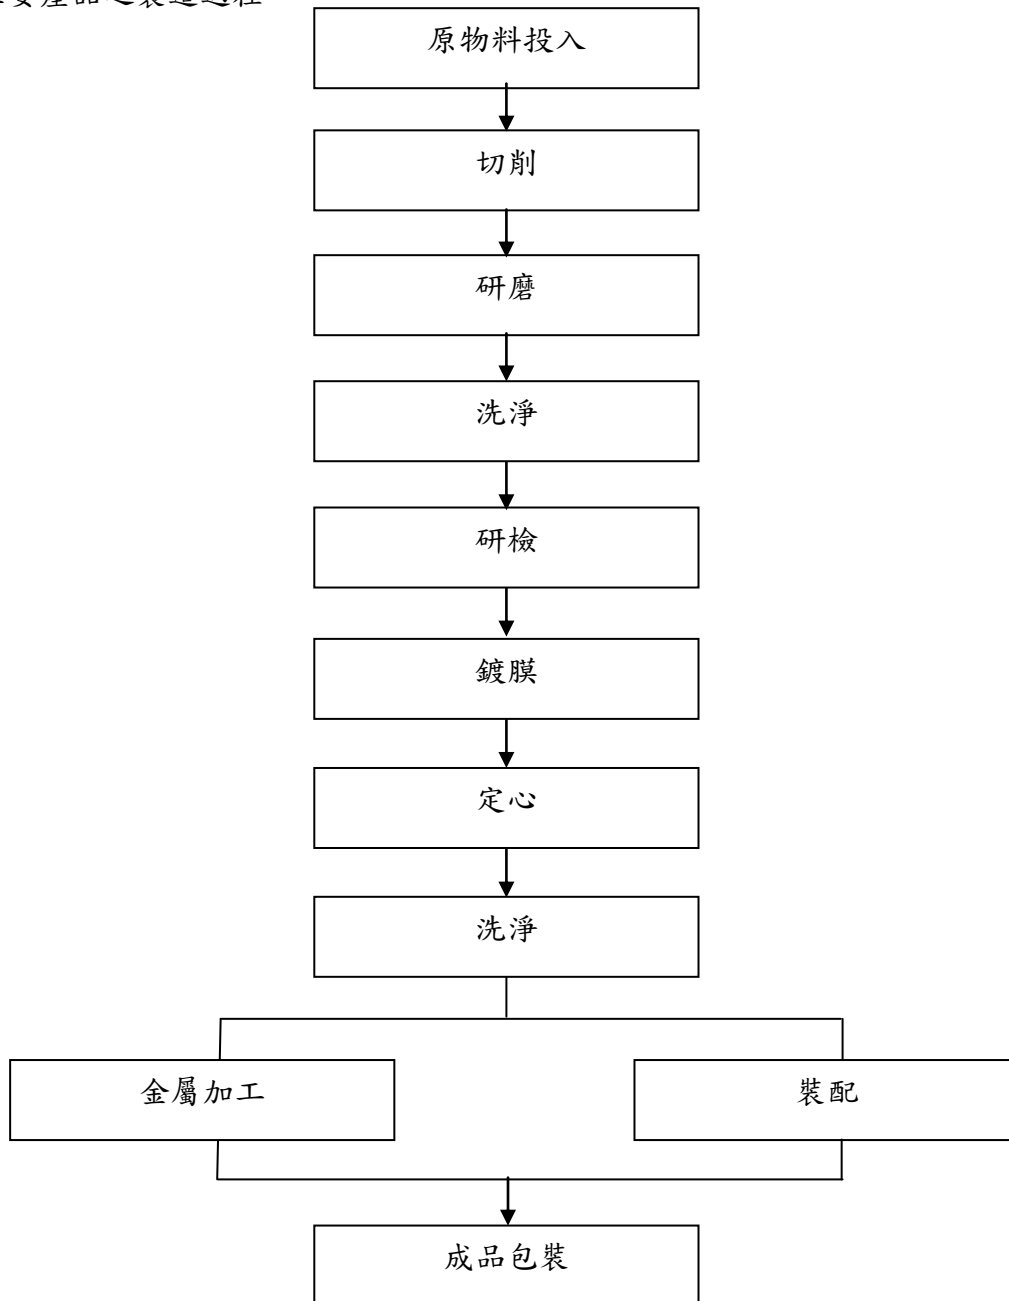 要產品之製造過程
原物料投入
切削
研磨
洗淨
研檢
鍍膜
定心
洗淨
金屬加工
裝配
成品包裝